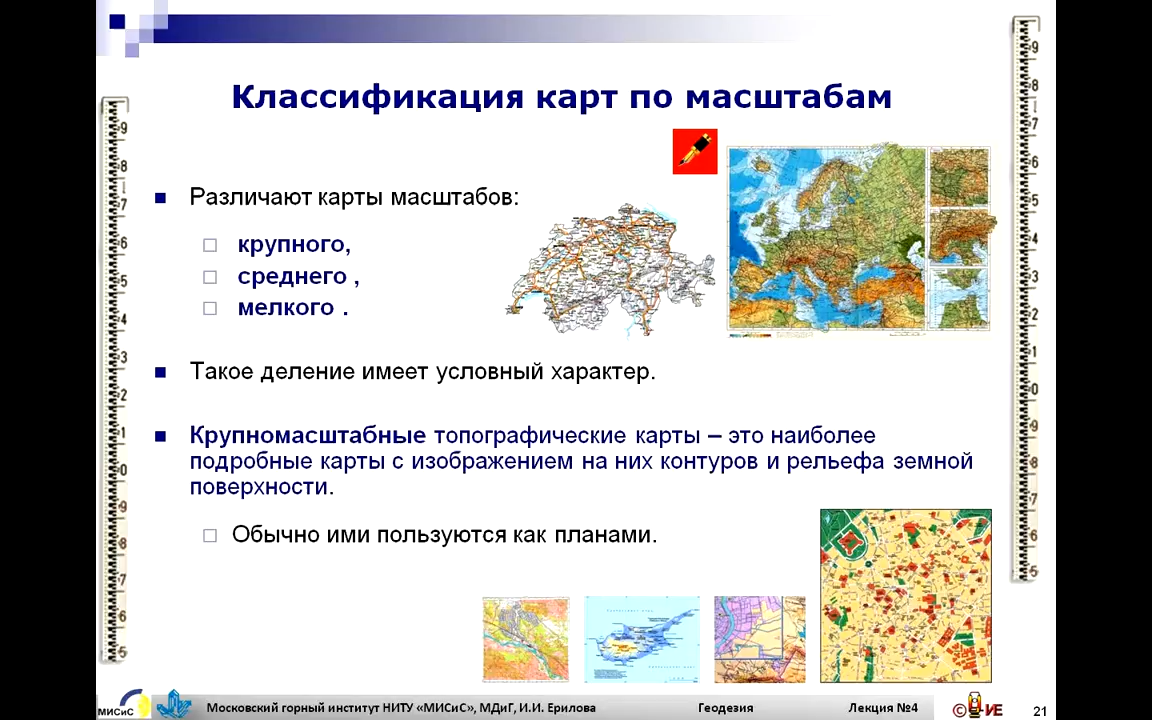 Классификация карт по масштабам
Различают карты масштабов:
крупного,
среднего ,
мелкого .
Такое деление имеет условный характер.
Крупномасштабные топографические карты – это наиболее
подробные карты с изображением на них контуров и рельефа земной
поверхности.
Обычно ими пользуются как планами.
МИСиС
Московский горный институт НИТУ «МИСиС», МДиГ, И.И. Ерилова
Геодезия
Лекция №4
21